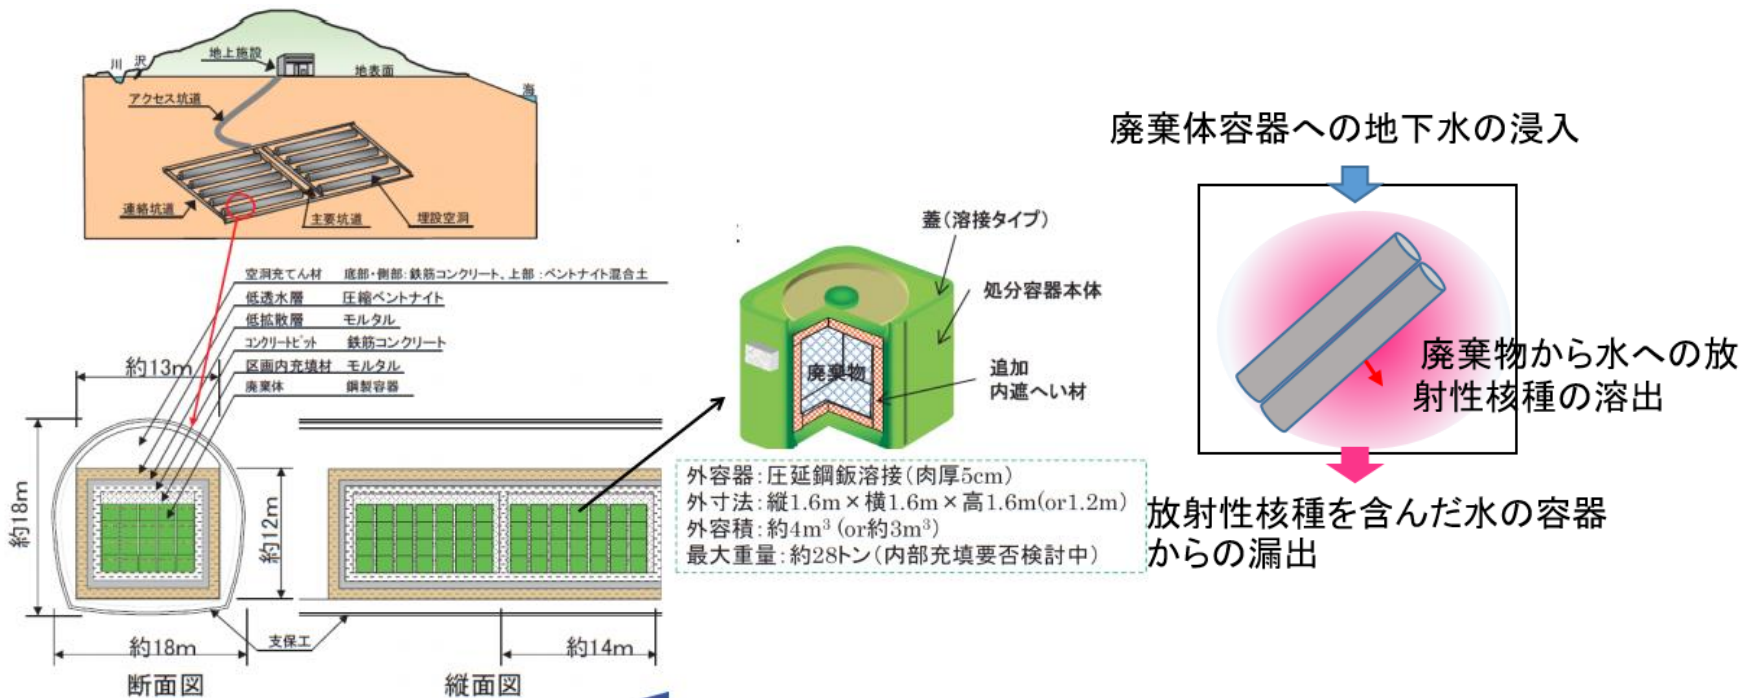 川 沢
地上施設
地表面
海
アクセス坑道
連絡坑道
主要坑道
埋設空洞
空洞充てん材 底部・側部:鉄筋コンクリート、上部:ベントナイト混合土
低透水層 圧縮ベントナイト
低拡散層 モルタル
コンクリートピット 鉄筋コンクリート
区画内充填材 モルタル
廃棄体 鋼製容器
約13m
約18m
約12m
支保工
約18m
約14m
断面図
縦面図
蓋(溶接タイプ)
処分容器本体
廃棄物
追加
内遮へい材
外容器:圧延鋼鈑溶接(肉厚5cm)
外寸法:縦1.6m×横1.6m×高1.6m(or1.2m)
外容積:約4m³ (or約3m³)
最大重量:約28トン(内部充填要否検討中)
廃棄体容器への地下水の浸入
廃棄物から水への放
射性核種の溶出
放射性核種を含んだ水の容器
からの漏出